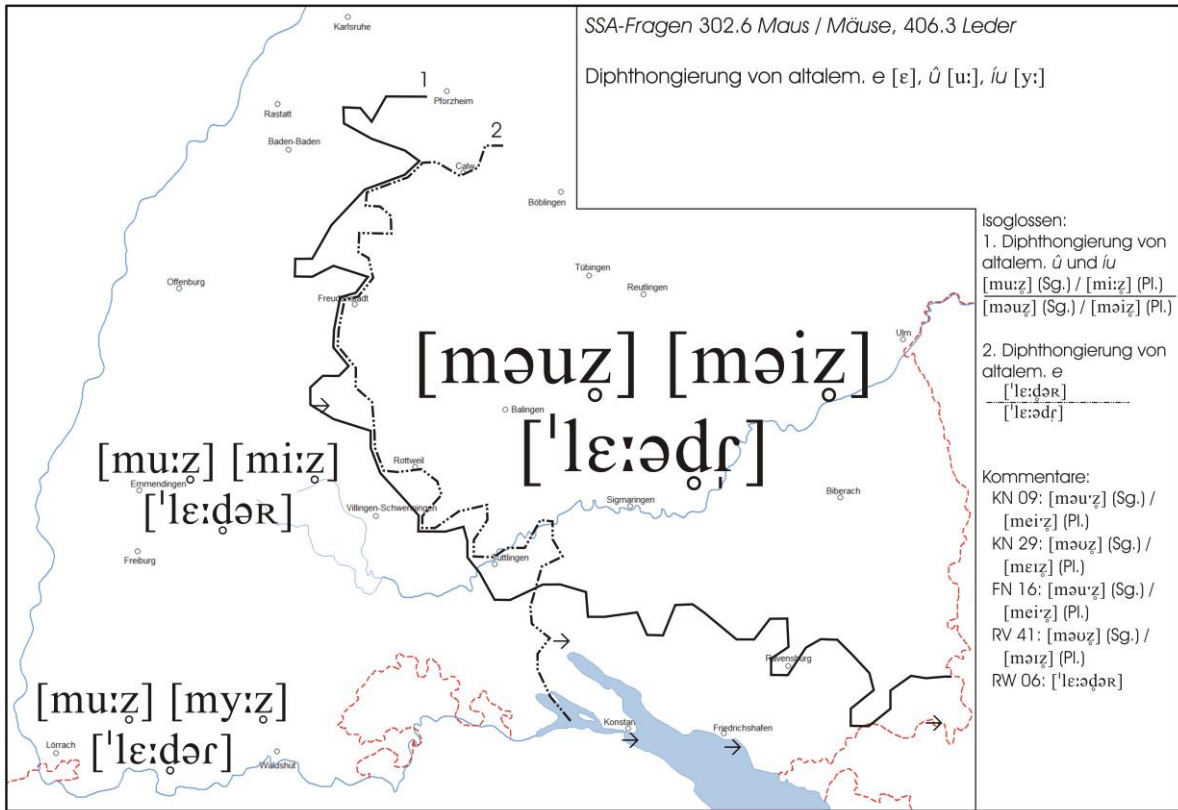 SSA-Fragen 302.6 Maus / Mäuse, 406.3 Leder
Diphthongierung von altalem. e [ɛ], û [uː], íu [yː]
Karlsruhe
1
Pforzheim
Rastatt
Baden-Baden
2
Calw
Böblingen
Offenburg
Tübingen
Reutlingen
Freudenstadt
Ulm
[məuz̥] [məiz̥]
[ˈlɛːəd̥ɾ̩]
Balingen
Rottweil
[muːz̥] [miːz̥]
Emmendingen
[ˈlɛːd̥əʀ]
Villingen-Schwenningen
Sigmaringen
Biberach
Freiburg
Tuttlingen
Ravensburg
[muːz̥] [myːz̥]
[ˈlɛːd̥əɾ]
Lörrach
Waldshut
Konstan
Friedrichshafen
Isoglossen:
1. Diphthongierung von
altalem. û und íu
[muːz̥] (Sg.) / [miːz̥] (Pl.)
[məuz̥] (Sg.) / [məiz̥] (Pl.)
2. Diphthongierung von
altalem. e
[ˈlɛːd̥əʀ]
[ˈlɛːəd̥ɾ]
Kommentare:
KN 09: [məuˑz̥] (Sg.) /
[meiˑz̥] (Pl.)
KN 29: [məʊz̥] (Sg.) /
[mɛɪz̥] (Pl.)
FN 16: [məuˑz̥] (Sg.) /
[meiˑz̥] (Pl.)
RV 41: [məʊz̥] (Sg.) /
[məɪz̥] (Pl.)
RW 06: [ˈlɛːəd̥əʀ]